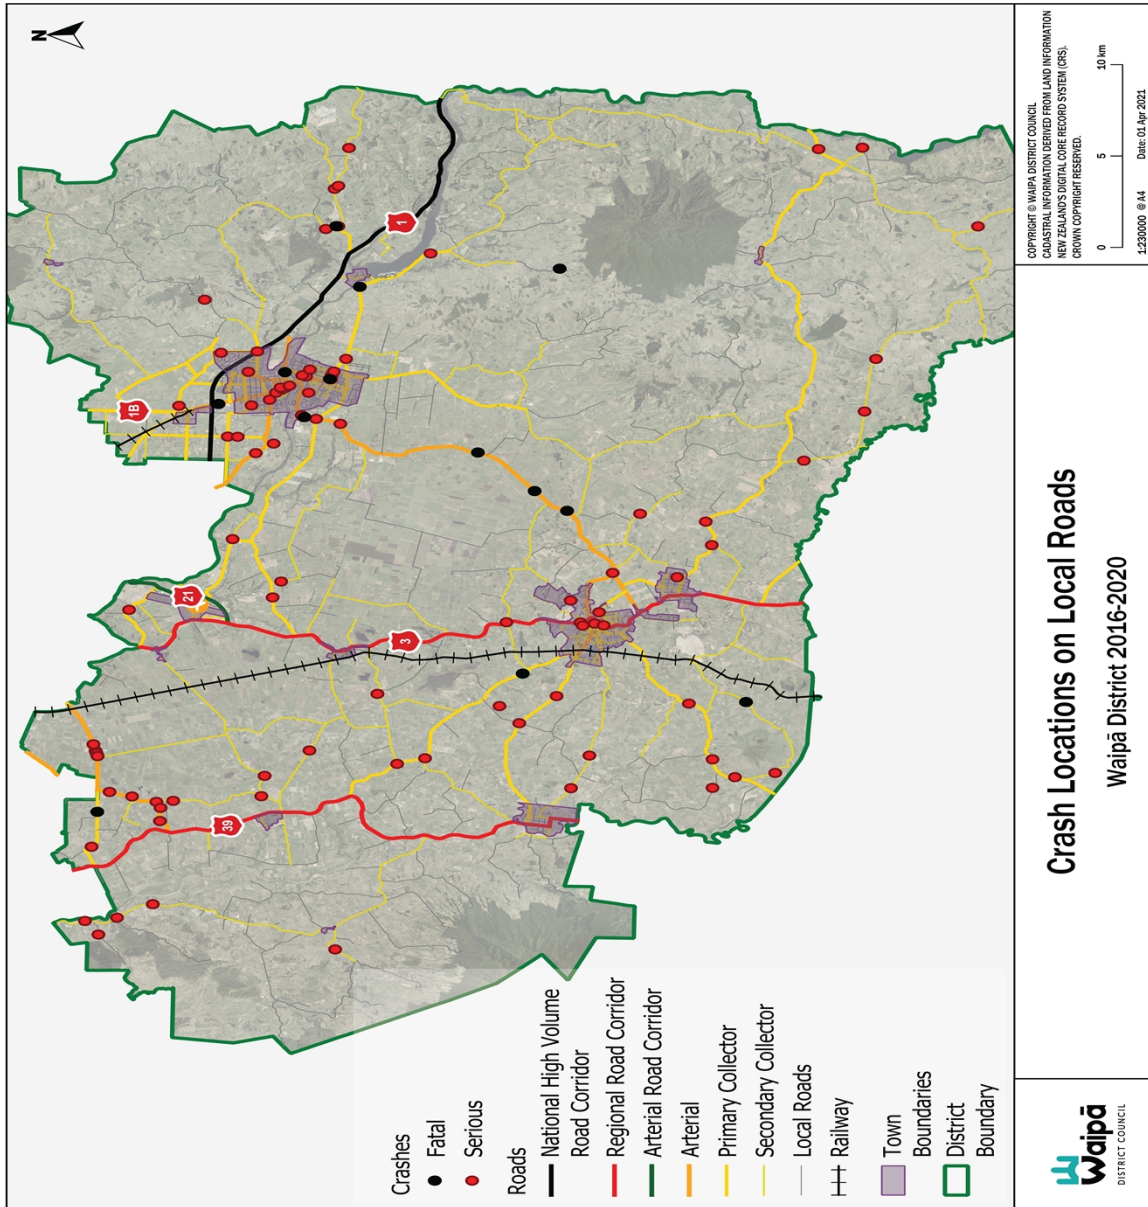 Crash Locations on Local Roads
Waipā District 2016-2020
N
1B
1
21
3
39
Crashes
Fatal
Serious
Roads
National High Volume
Road Corridor
Regional Road Corridor
Arterial Road Corridor
Arterial
Primary Collector
Secondary Collector
Local Roads
Railway
Town
Boundaries
District
Boundary
Waipā
DISTRICT COUNCIL
COPYRIGHT © WAIPA DISTRICT COUNCIL
CADASTRAL INFORMATION DERIVED FROM LAND INFORMATION
NEW ZEALAND'S DIGITAL CORE RECORD SYSTEM (CRS).
CROWN COPYRIGHT RESERVED.
0 5 10 km
1:230000 @ A4 Date: 01 Apr 2021